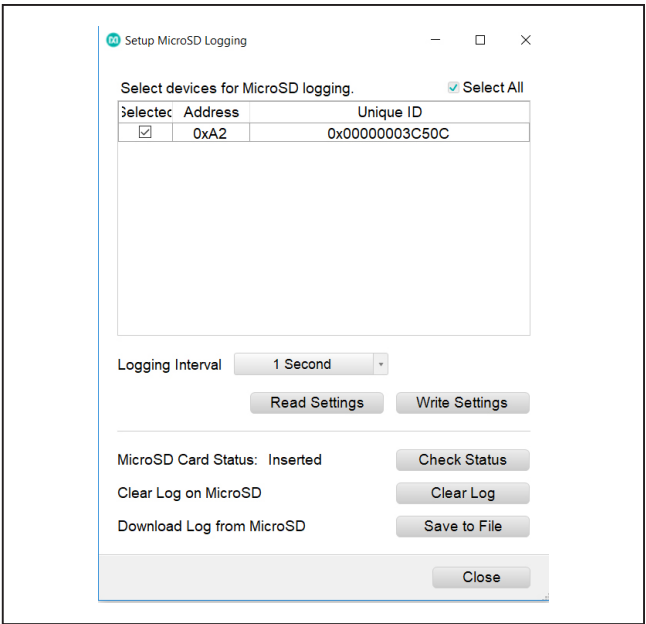 Setup MicroSD Logging
Select devices for MicroSD logging. Select All
Selected Address Unique ID
0xA2 0x00000003C50C
Logging Interval 1 Second
Read Settings Write Settings
MicroSD Card Status: Inserted Check Status
Clear Log on MicroSD Clear Log
Download Log from MicroSD Save to File
Close